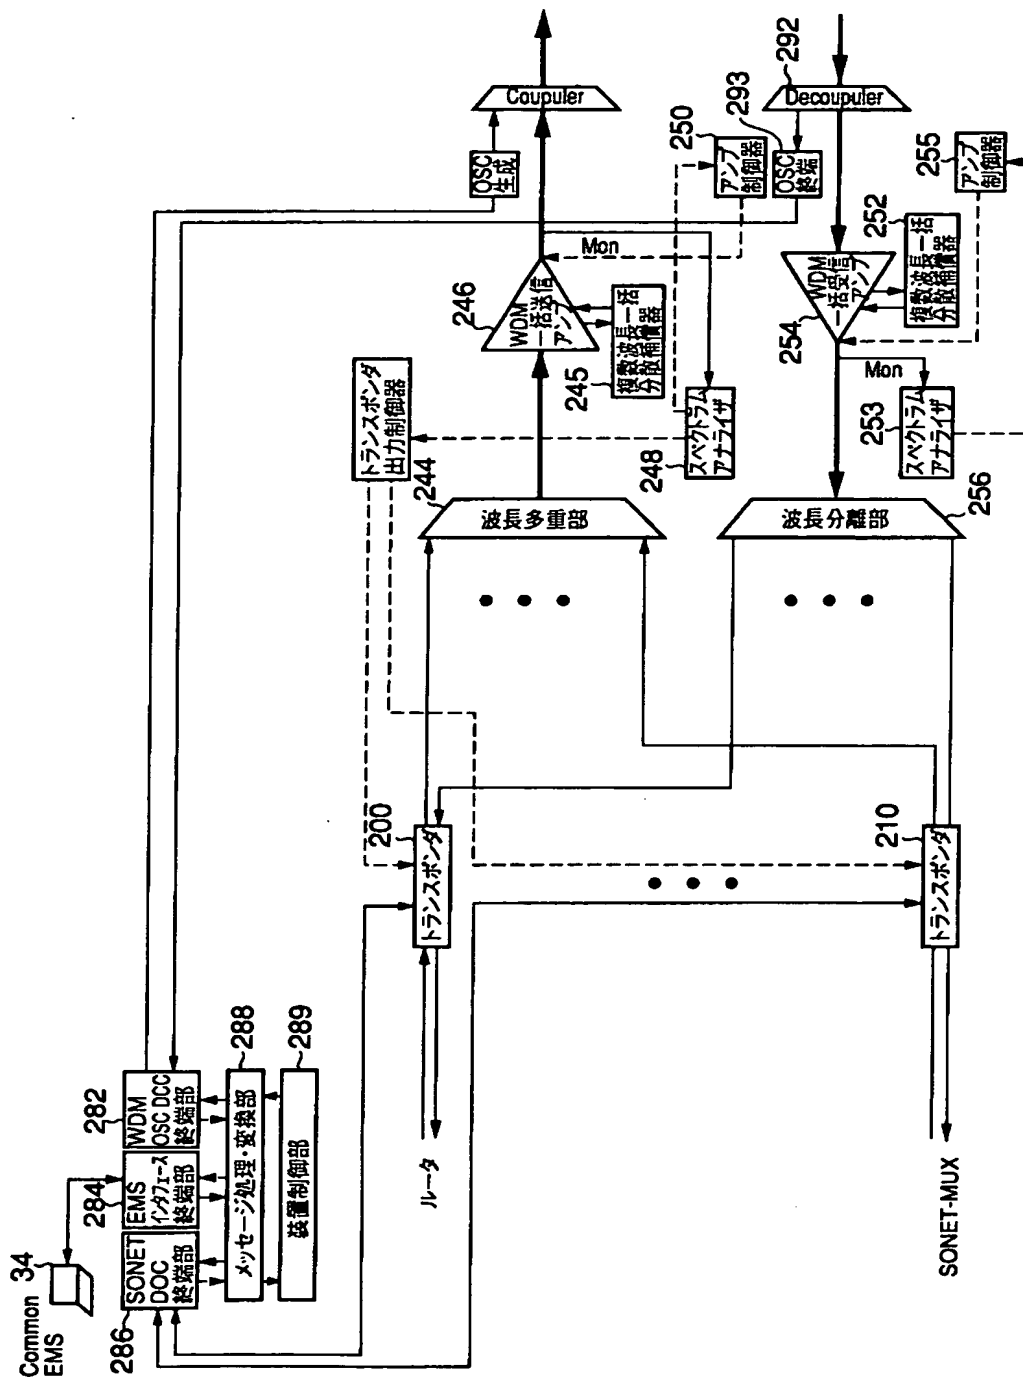 Common
EMS
34
286
SONET
DOC
終端部
284
EMS
インタフェース
終端部
282
WDM
OSC DCC
終端部
メッセージ処理・変換部
288
装置制御部
289
ルータ
トランスポンダ
200
SONET-MUX
トランスポンダ
210
トランスポンダ
出力制御器
波長多重部
244
WDM
一括送信
アンプ
246
複数波長一括
分散補償器
245
スペクトラム
アナライザ
248
Mon
OSC
生成
Coupuler
アンプ
制御器
250
OSC
終端
293
Decoupuler
292
WDM
一括受信
アンプ
254
複数波長一括
分散補償器
252
アンプ
制御器
255
Mon
スペクトラム
アナライザ
253
波長分離部
256